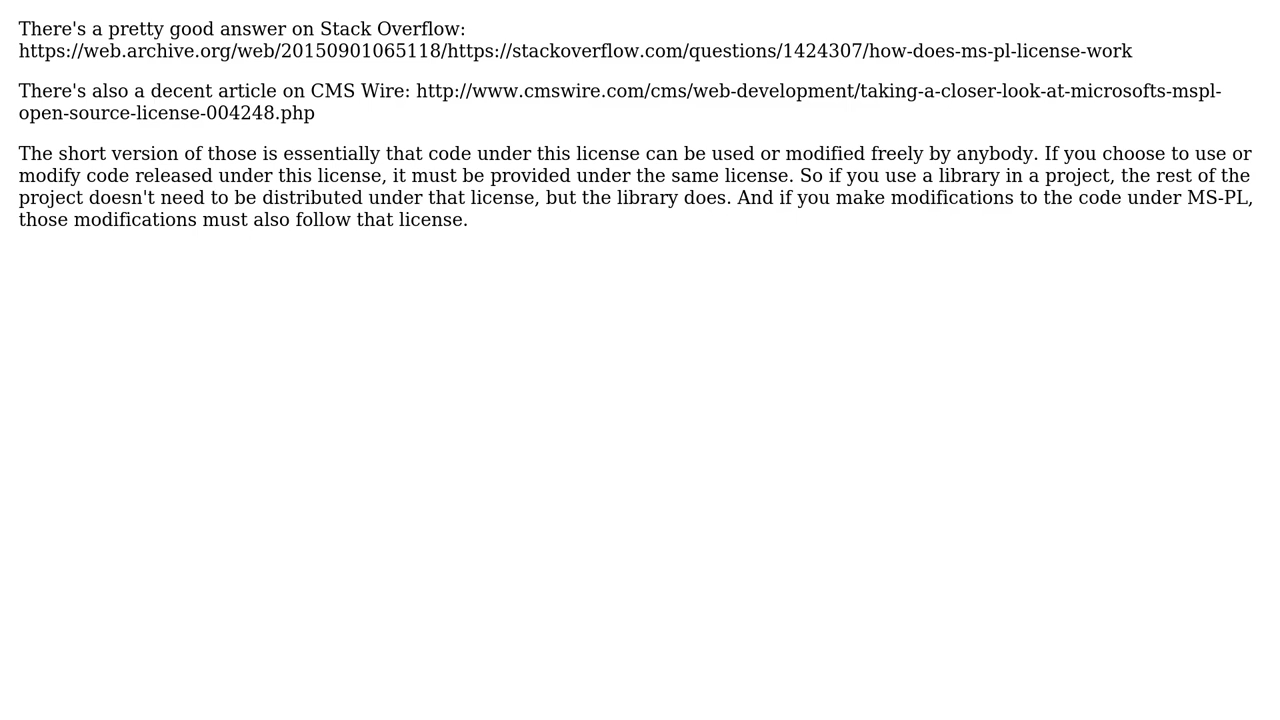 There's a pretty good answer on Stack Overflow:
https://web.archive.org/web/20150901065118/https://stackoverflow.com/questions/1424307/how-does-ms-pl-license-work
There's also a decent article on CMS Wire: http://www.cmswire.com/cms/web-development/taking-a-closer-look-at-microsofts-mspl-
open-source-license-004248.php
The short version of those is essentially that code under this license can be used or modified freely by anybody. If you choose to use or
modify code released under this license, it must be provided under the same license. So if you use a library in a project, the rest of the
project doesn't need to be distributed under that license, but the library does. And if you make modifications to the code under MS-PL,
those modifications must also follow that license.